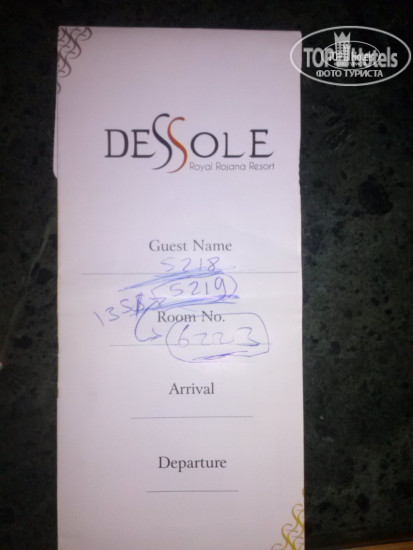 TOPHotels
ФОТО ТУРИСТА
DESSOLE
Royal Rojana Resort
Guest Name
5218
5219
Room No.
6223
Arrival
Departure